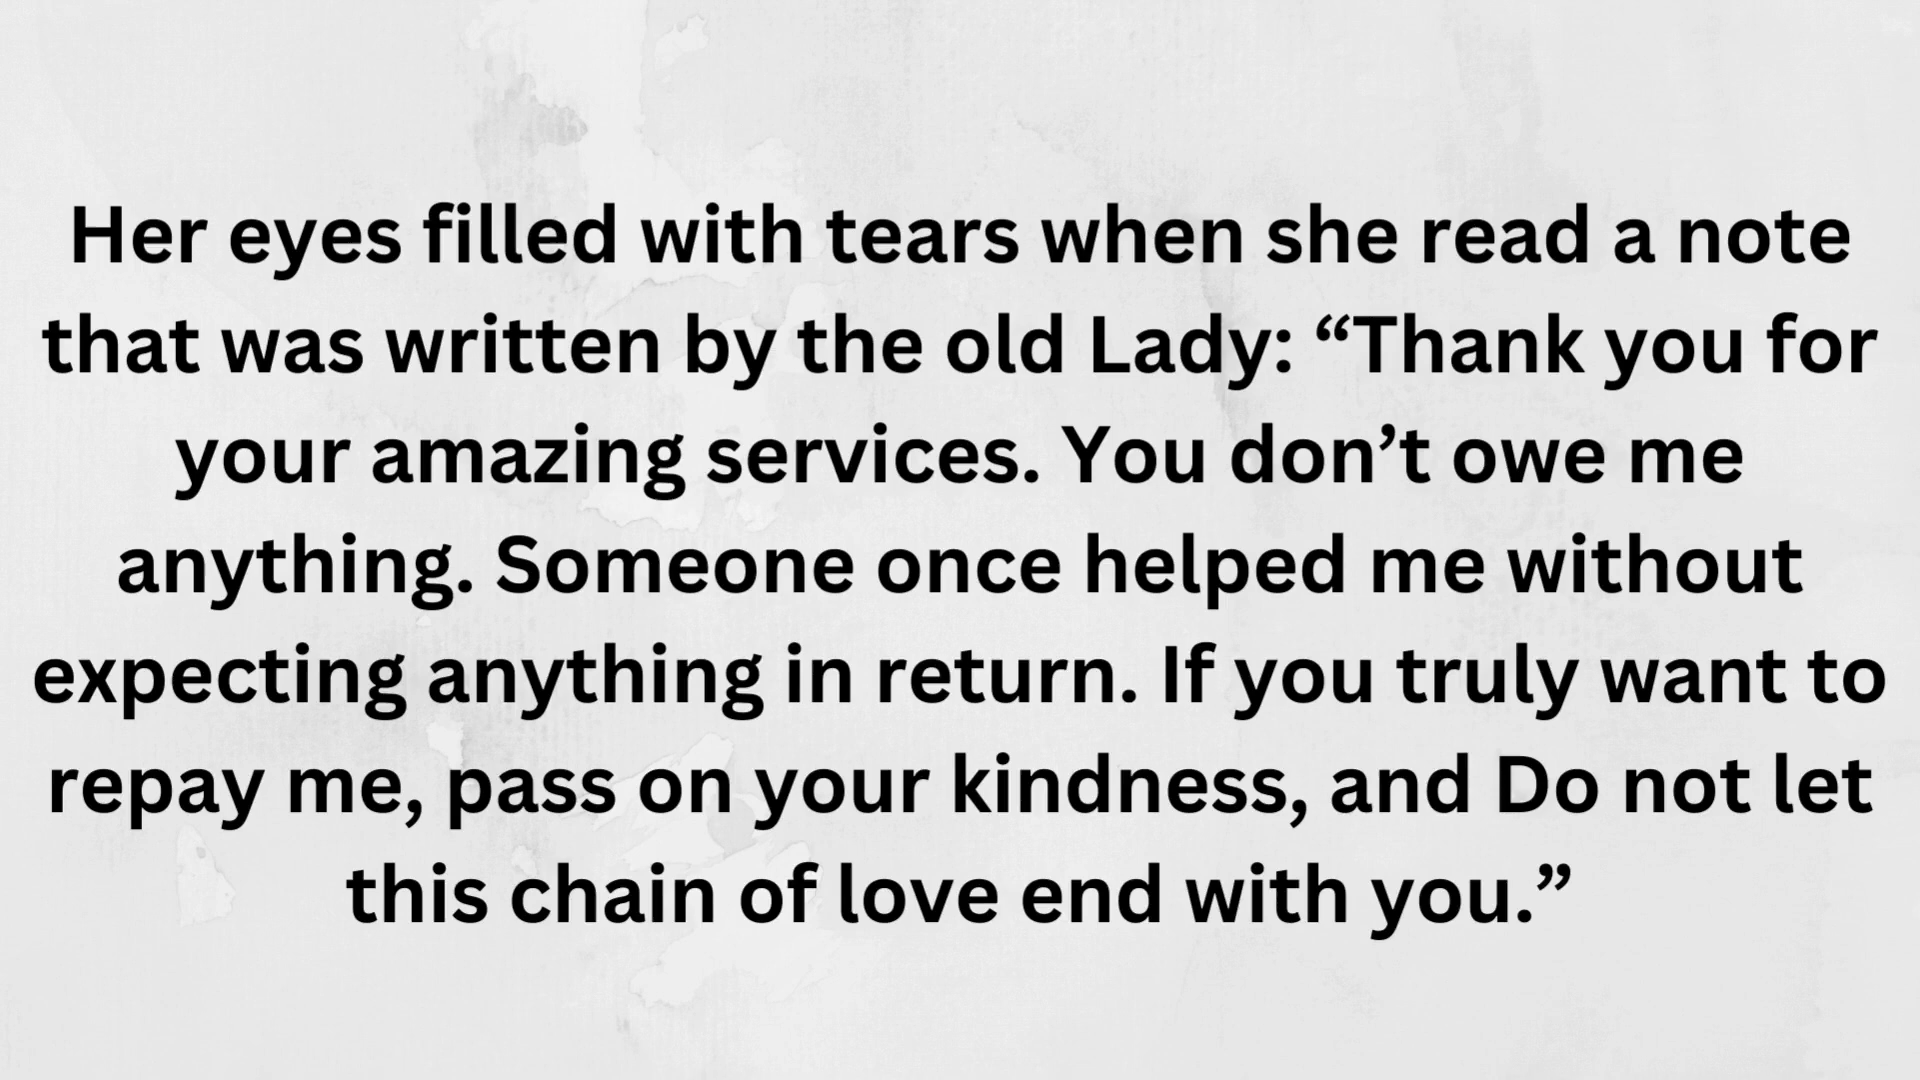 Her eyes filled with tears when she read a note
that was written by the old Lady: “Thank you for
your amazing services. You don’t owe me
anything. Someone once helped me without
expecting anything in return. If you truly want to
repay me, pass on your kindness, and Do not let
this chain of love end with you.”